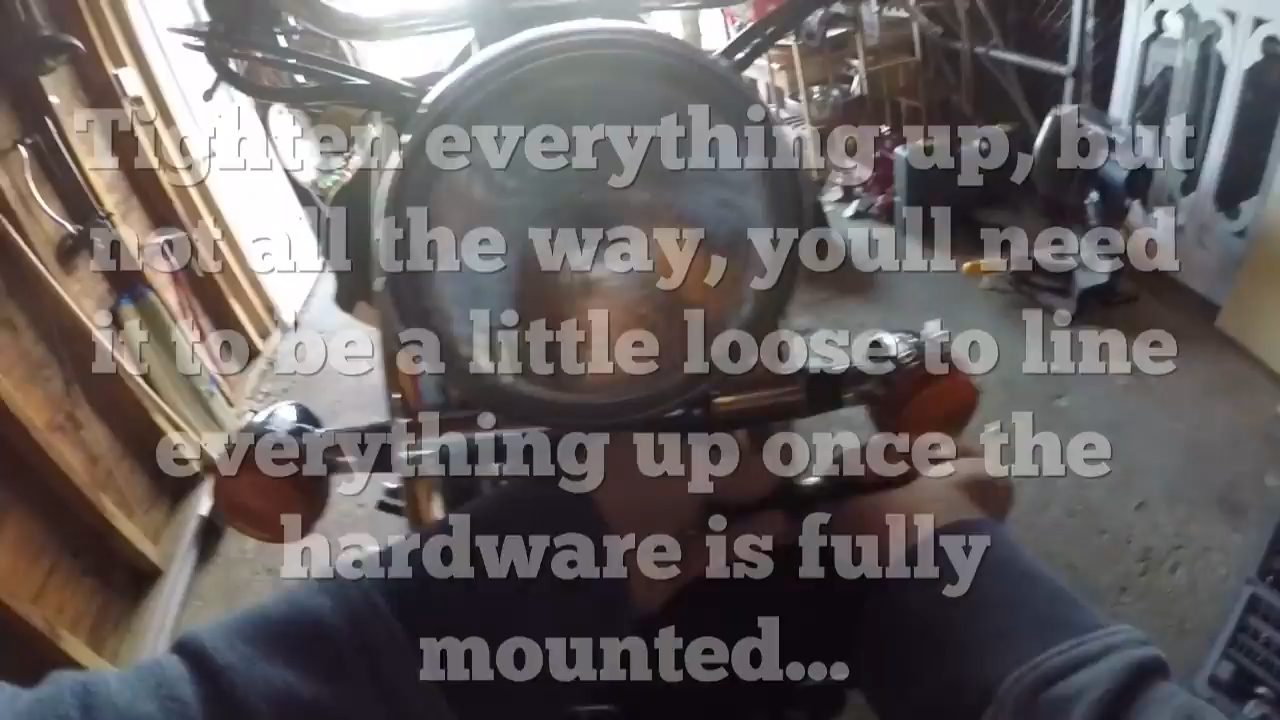 Tighten everything up, but
not all the way, youll need
it to be a little loose to line
everything up once the
hardware is fully
mounted...